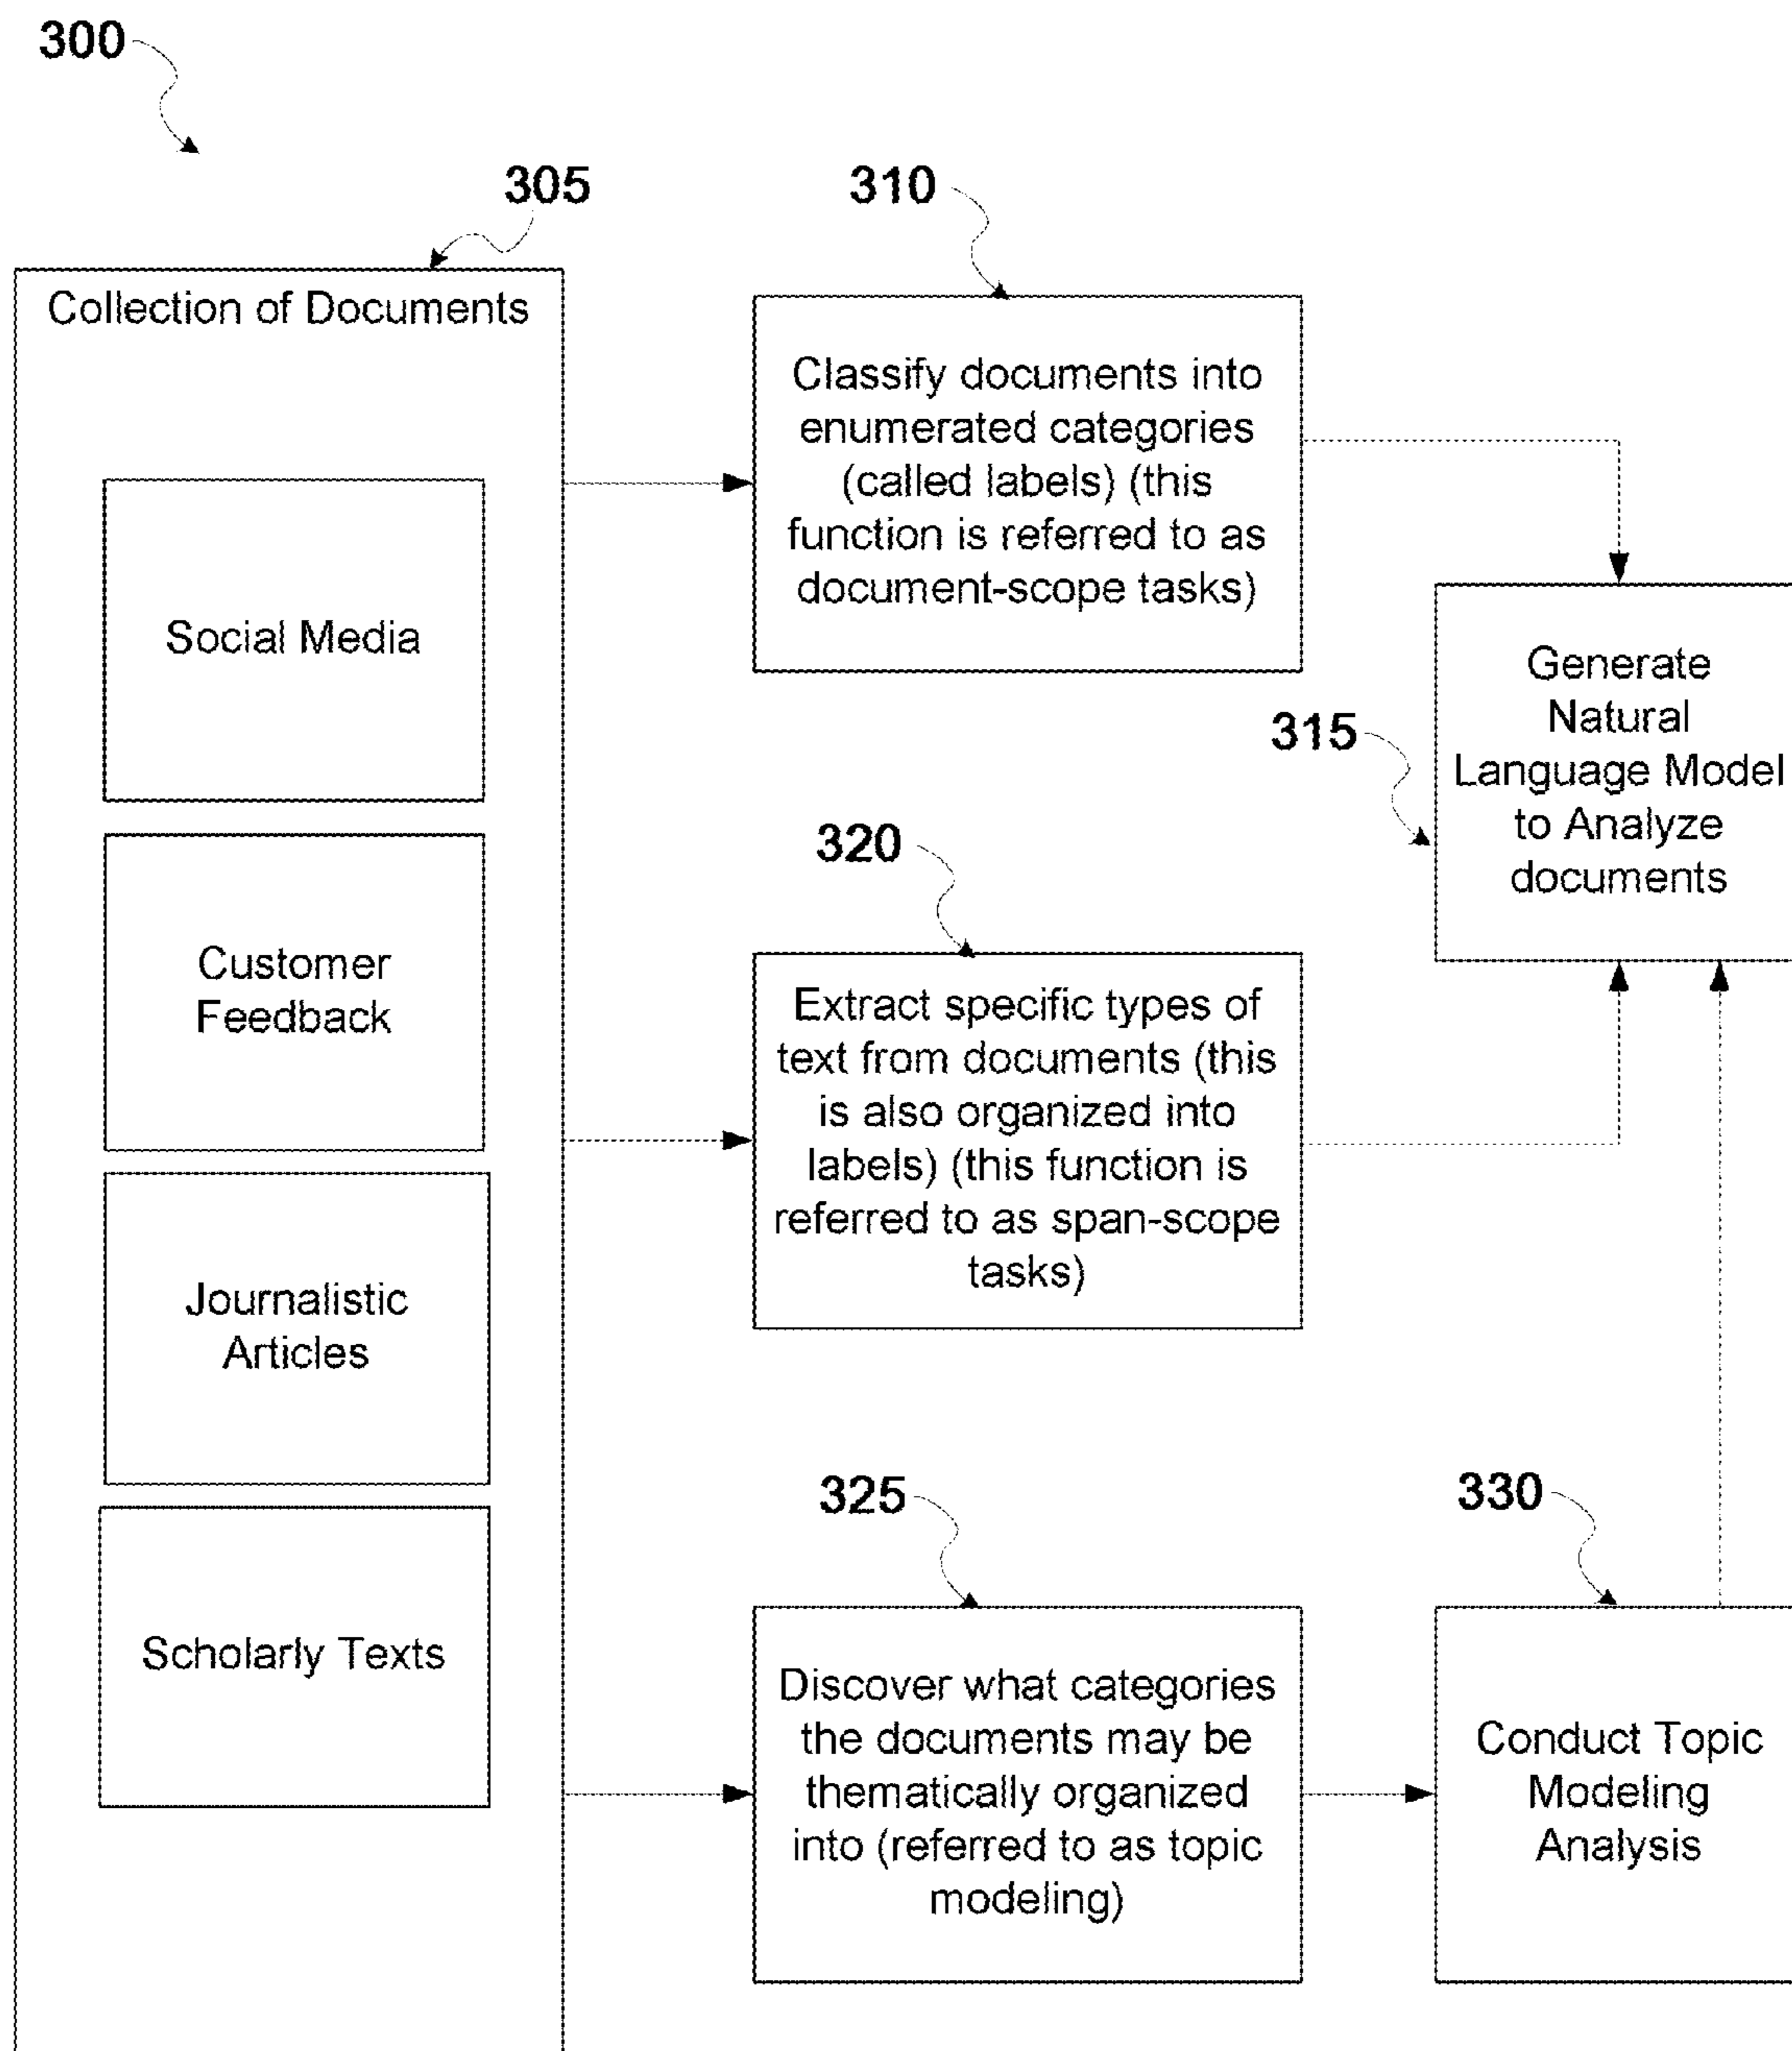 300
305
310
Collection of Documents
Social Media
Customer
Feedback
Journalistic
Articles
Scholarly Texts
Classify documents into
enumerated categories
(called labels) (this
function is referred to as
document-scope tasks)
315
Generate
Natural
Language Model
to Analyze
documents
320
Extract specific types of
text from documents (this
is also organized into
labels) (this function is
referred to as span-scope
tasks)
325
Discover what categories
the documents may be
thematically organized
into (referred to as topic
modeling)
330
Conduct Topic
Modeling
Analysis